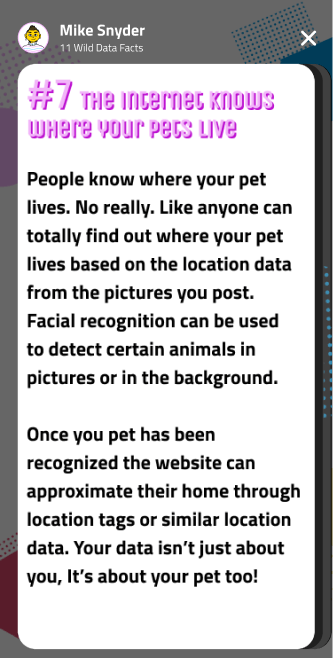 Mike Snyder
11 Wild Data Facts
#7 The Internet knows
where your pets live
People know where your pet
lives. No really. Like anyone can
totally find out where your pet
lives based on the location data
from the pictures you post.
Facial recognition can be used
to detect certain animals in
pictures or in the background.
Once you pet has been
recognized the website can
approximate their home through
location tags or similar location
data. Your data isn’t just about
you, It’s about your pet too!